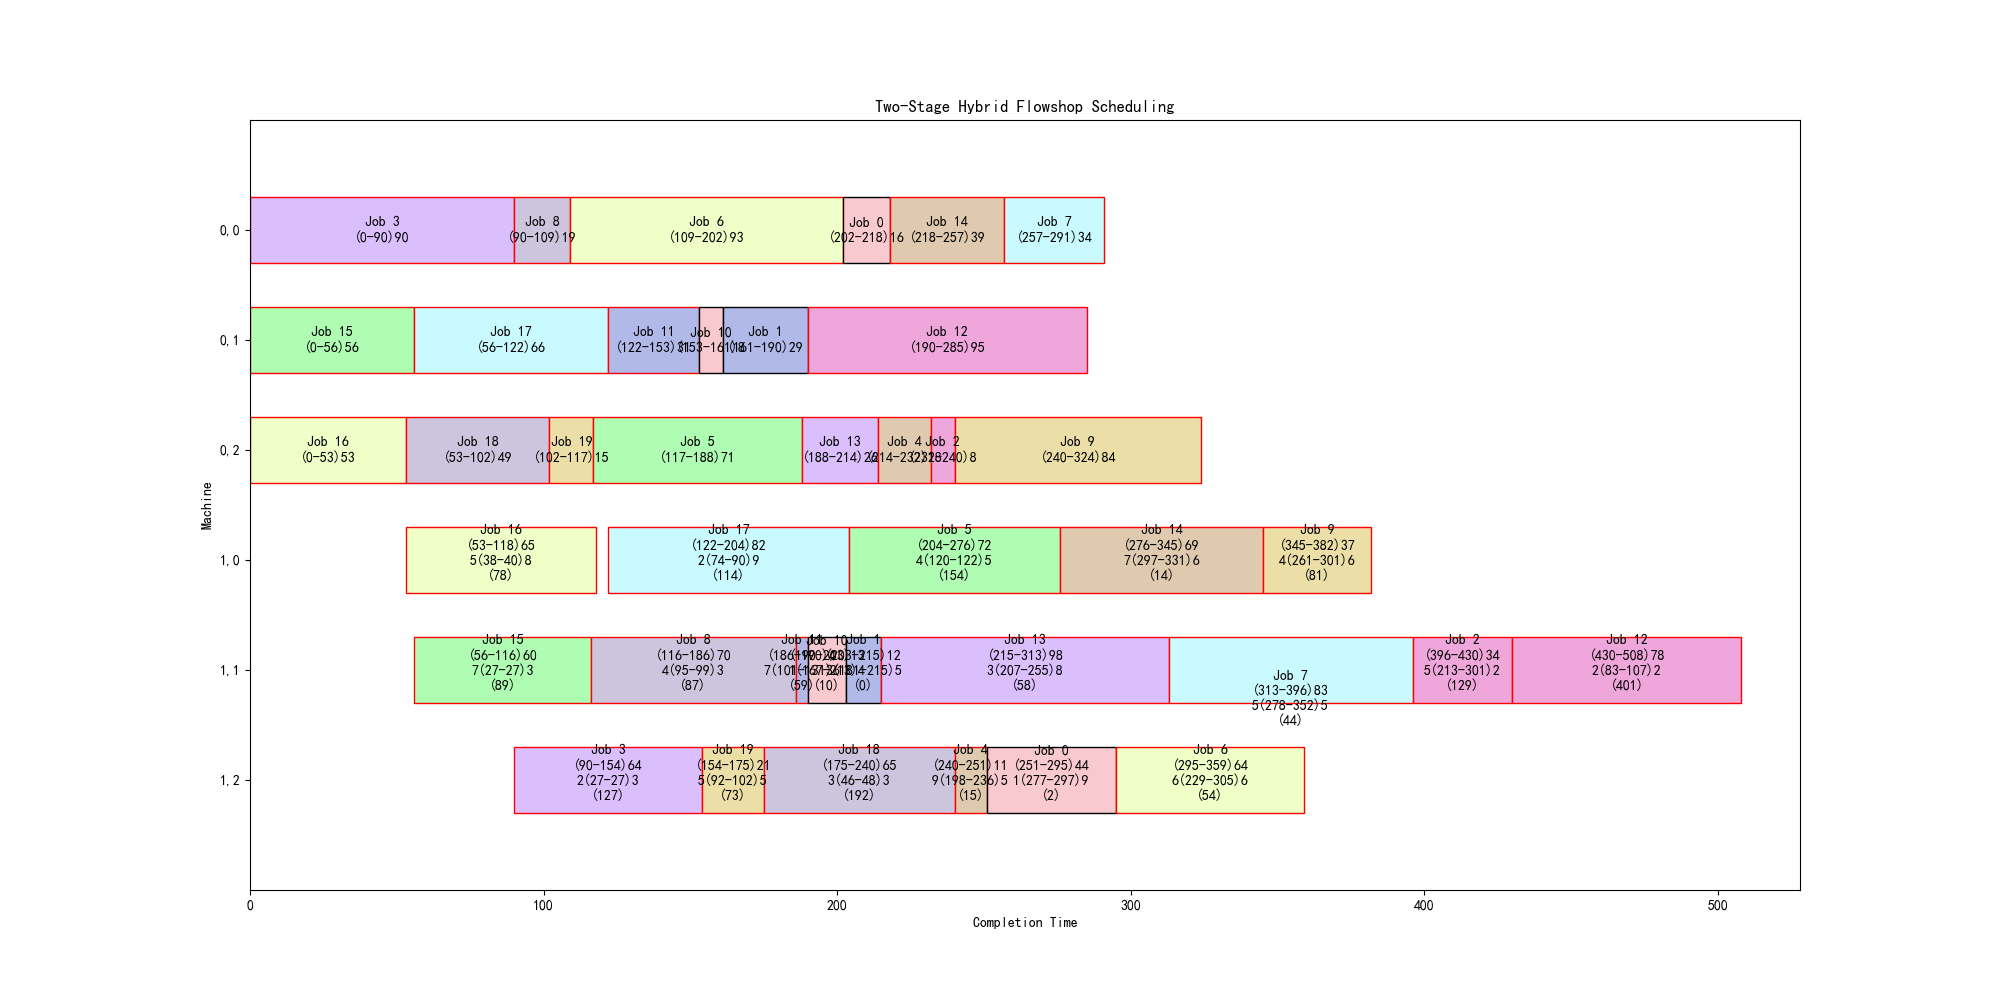 Two-Stage Hybrid Flowshop Scheduling
0,0
Job 3
(0-90)90
Job 8
(90-109)19
Job 6
(109-202)93
Job 0
(202-218)16
Job 14
(218-257)39
Job 7
(257-291)34
0,1
Job 15
(0-56)56
Job 17
(56-122)66
Job 11
(122-153)31
Job 10
(153-161)8
Job 1
(161-190)29
Job 12
(190-285)95
0,2
Job 16
(0-53)53
Job 18
(53-102)49
Job 19
(102-117)15
Job 5
(117-188)71
Job 13
(188-214)26
Job 4
(214-232)18
Job 2
(232-240)8
Job 9
(240-324)84
Machine
1,0
Job 16
(53-118)65
5(38-40)8
(78)
Job 17
(122-204)82
2(74-90)9
(114)
Job 5
(204-276)72
4(120-122)5
(154)
Job 14
(276-345)69
7(297-331)6
(14)
Job 9
(345-382)37
4(261-301)6
(81)
1,1
Job 15
(56-116)60
7(27-27)3
(89)
Job 8
(116-186)70
4(95-99)3
(87)
Job 11
(59)
Job 10
(10)
Job 1
(203-215)12
(0)
Job 13
(215-313)98
3(207-255)8
(58)
Job 7
(313-396)83
5(278-352)5
(44)
Job 2
(396-430)34
5(213-301)2
(129)
Job 12
(430-508)78
2(83-107)2
(401)
1,2
Job 3
(90-154)64
2(27-27)3
(127)
Job 19
(154-175)21
5(92-102)5
(73)
Job 18
(175-240)65
3(46-48)3
(192)
Job 4
(240-251)11
9(198-236)5
(15)
Job 0
(251-295)44
1(277-297)9
(2)
Job 6
(295-359)64
6(229-305)6
(54)
0
100
200
300
400
500
Completion Time